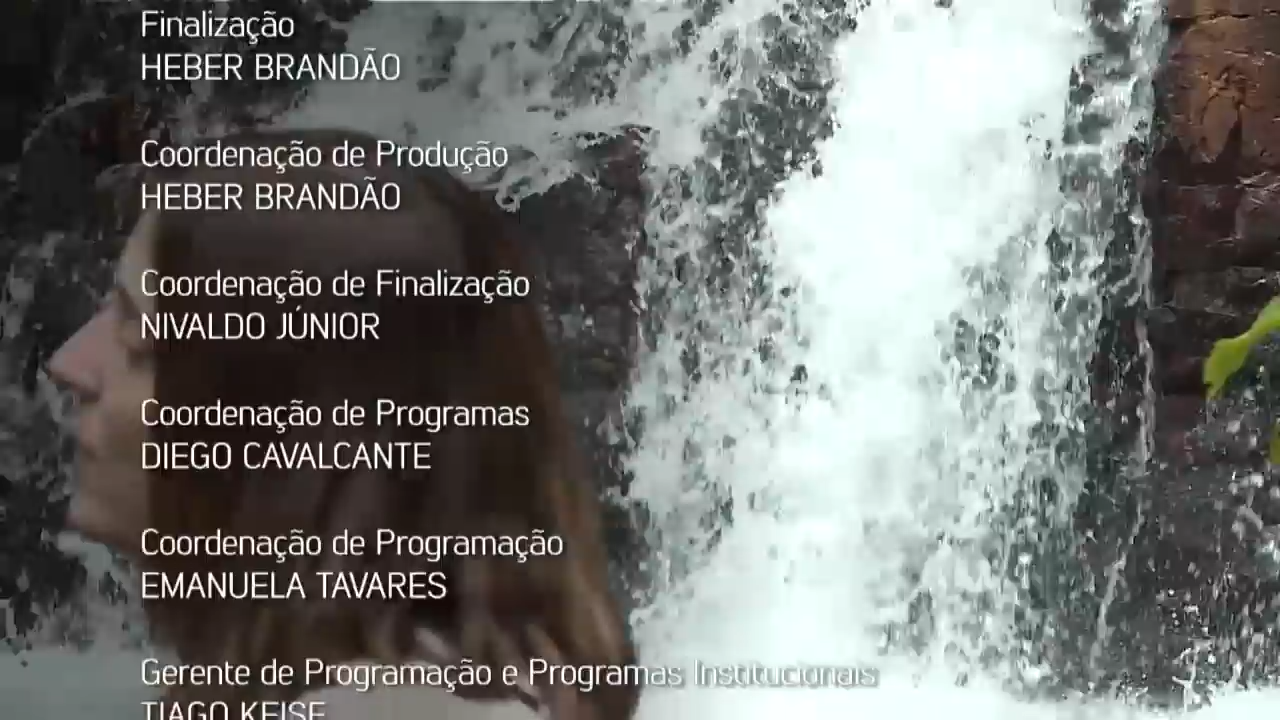 Finalização
HEBER BRANDÃO
Coordenação de Produção
HEBER BRANDÃO
Coordenação de Finalização
NIVALDO JÚNIOR
Coordenação de Programas
DIEGO CAVALCANTE
Coordenação de Programação
EMANUELA TAVARES
Gerente de Programação e Programas Institucionais
TIAGO KEISE